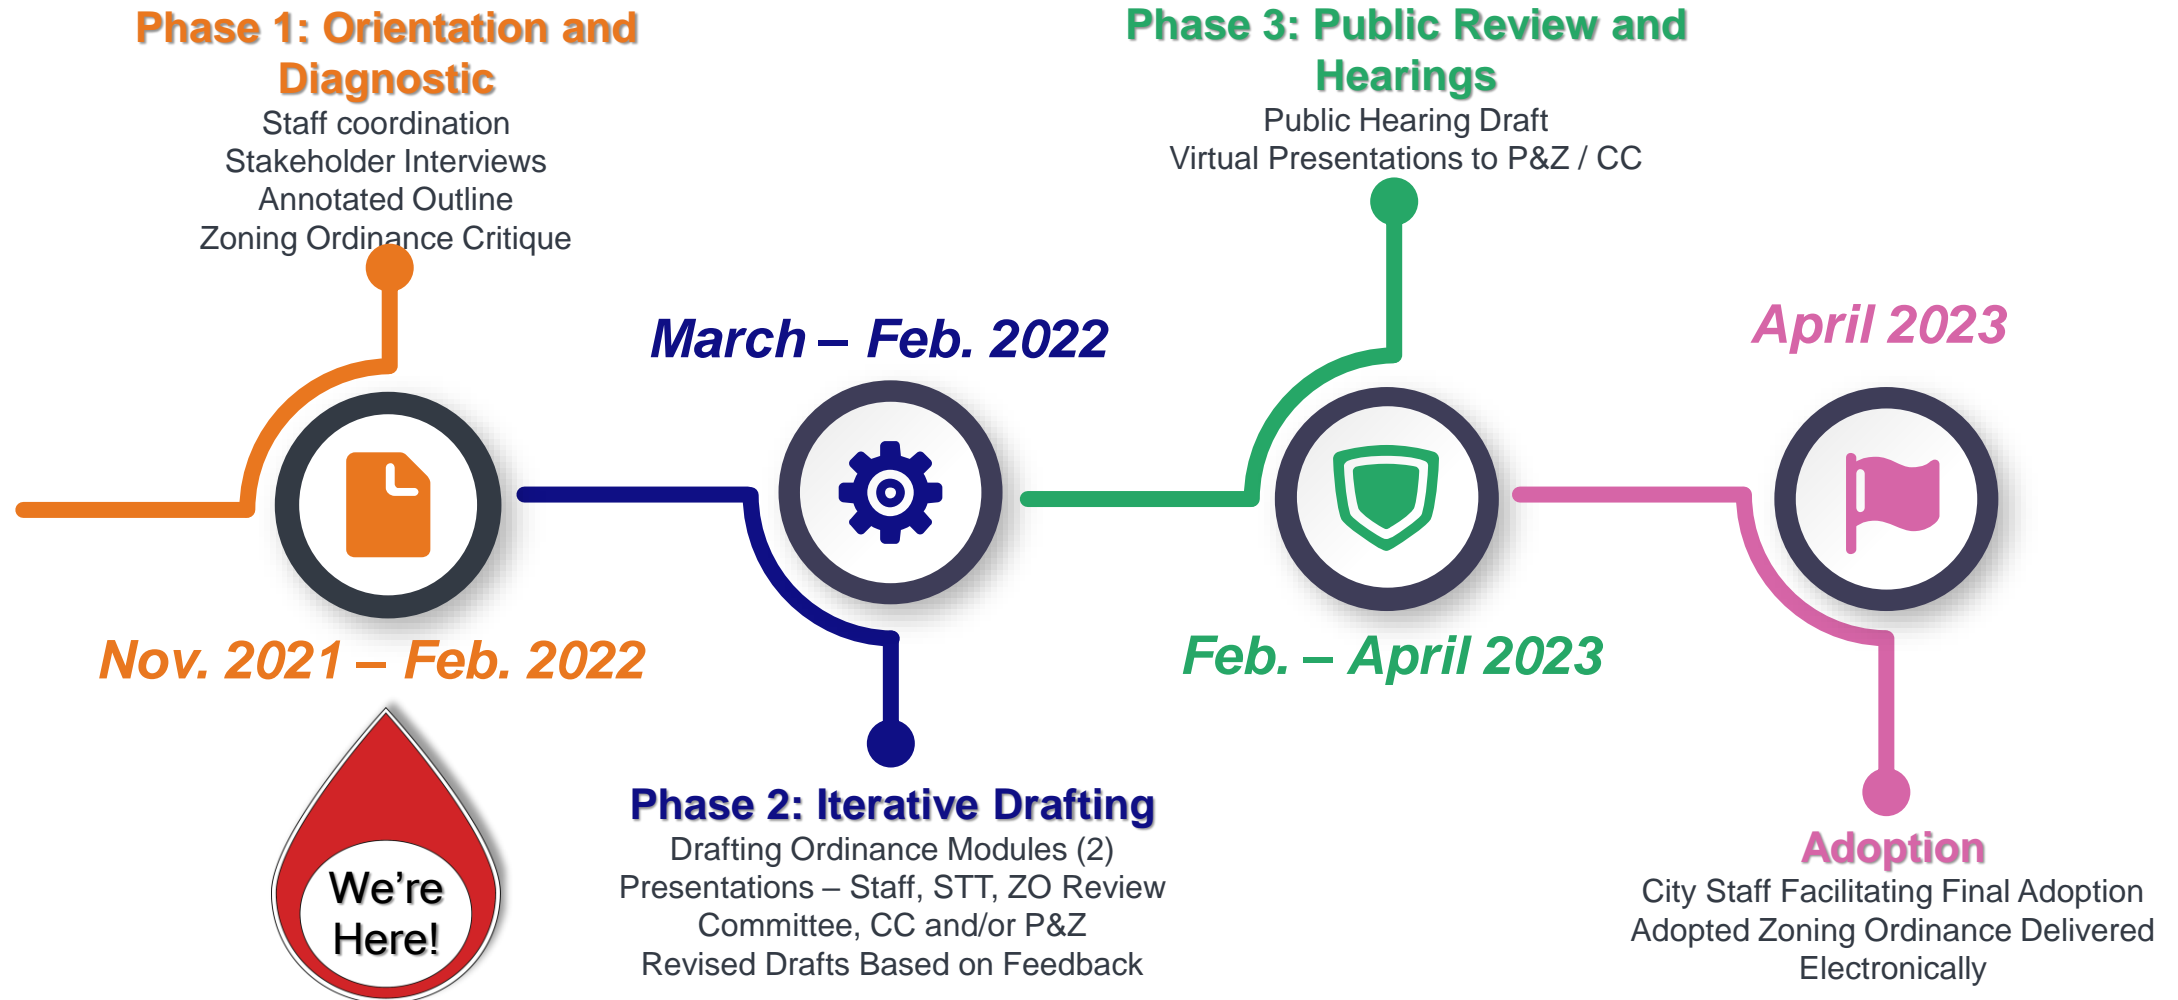 Phase 1: Orientation and
Diagnostic
Staff coordination
Stakeholder Interviews
Annotated Outline
Zoning Ordinance Critique
Nov. 2021 – Feb. 2022
We're
Here!
March – Feb. 2022
Phase 2: Iterative Drafting
Drafting Ordinance Modules (2)
Presentations – Staff, STT, ZO Review
Committee, CC and/or P&Z
Revised Drafts Based on Feedback
Phase 3: Public Review and
Hearings
Public Hearing Draft
Virtual Presentations to P&Z / CC
Feb. – April 2023
April 2023
Adoption
City Staff Facilitating Final Adoption
Adopted Zoning Ordinance Delivered
Electronically